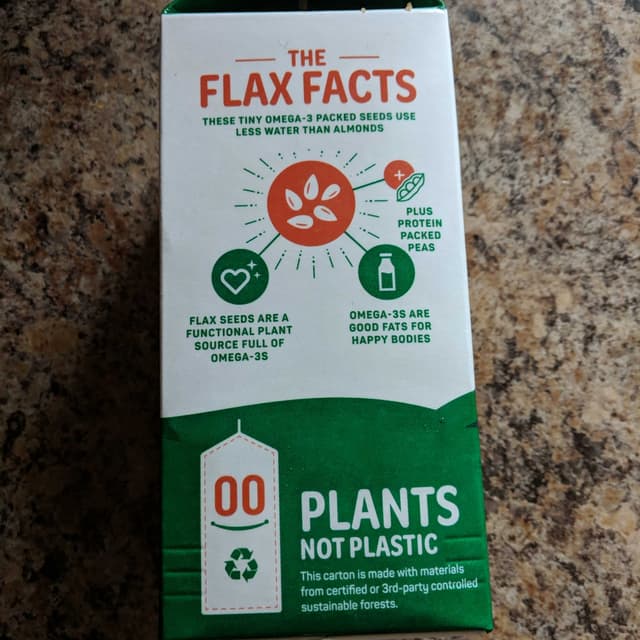 THE
FLAX FACTS
THESE TINY OMEGA-3 PACKED SEEDS USE
LESS WATER THAN ALMONDS
+
PLUS
PROTEIN
PACKED
PEAS
FLAX SEEDS ARE A
FUNCTIONAL PLANT
SOURCE FULL OF
OMEGA-3S
OMEGA-3S ARE
GOOD FATS FOR
HAPPY BODIES
00
PLANTS
NOT PLASTIC
This carton is made with materials
from certified or 3rd-party controlled
sustainable forests.